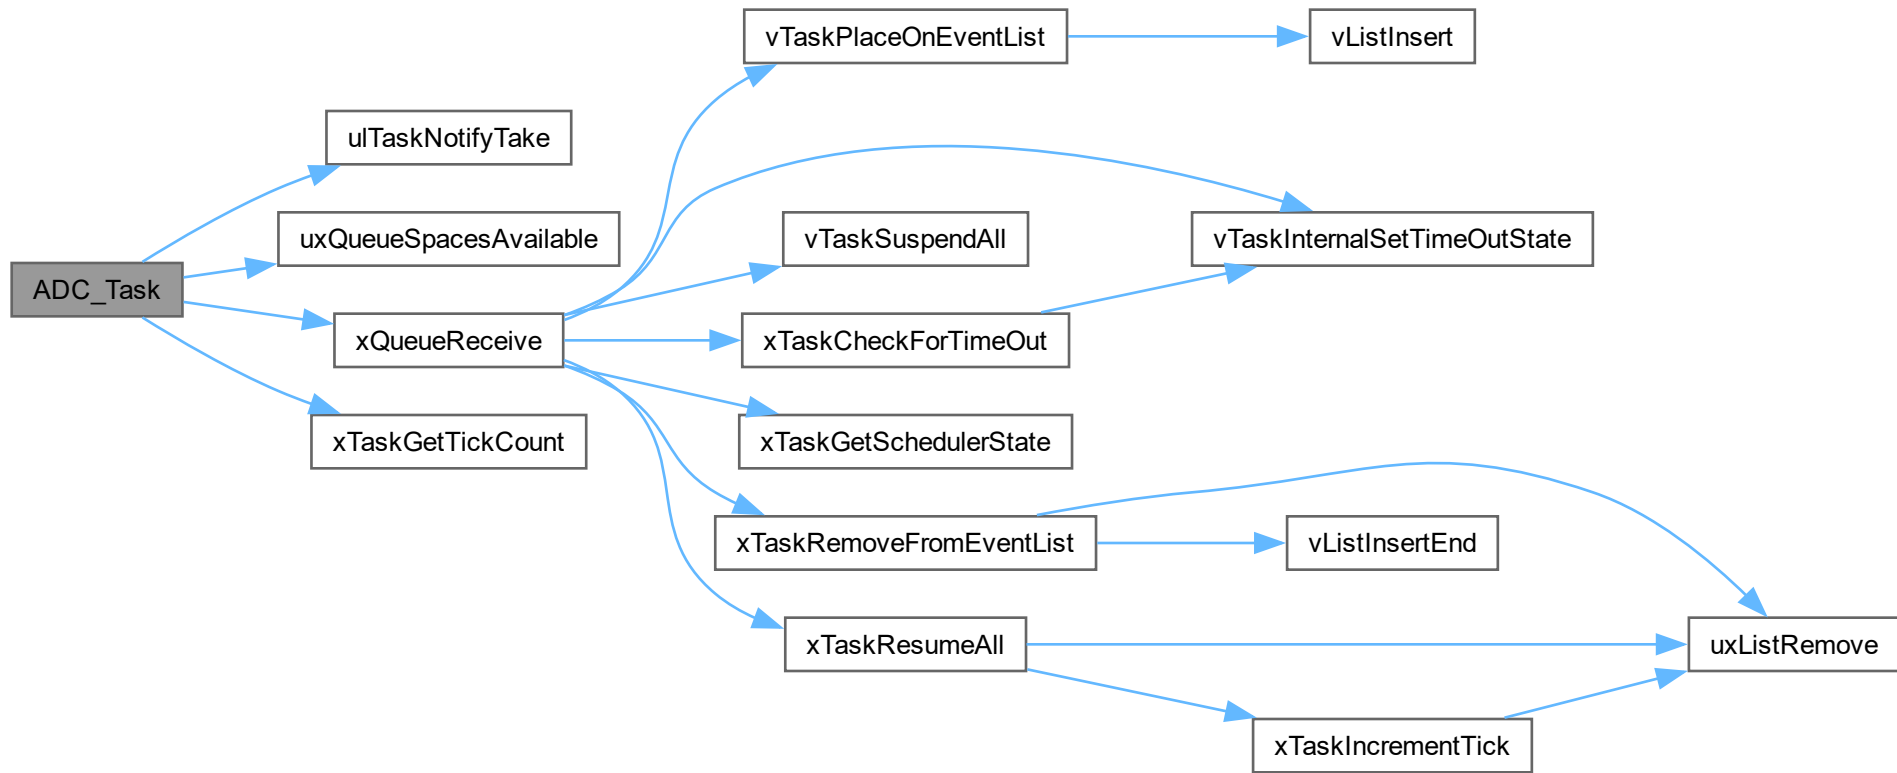 vTaskPlaceOnEventList
vListInsert
ulTaskNotifyTake
uxQueueSpacesAvailable
vTaskSuspendAll
vTaskInternalSetTimeOutState
ADC_Task
xQueueReceive
xTaskCheckForTimeOut
xTaskGetTickCount
xTaskGetSchedulerState
xTaskRemoveFromEventList
vListInsertEnd
xTaskResumeAll
uxListRemove
xTaskIncrementTick